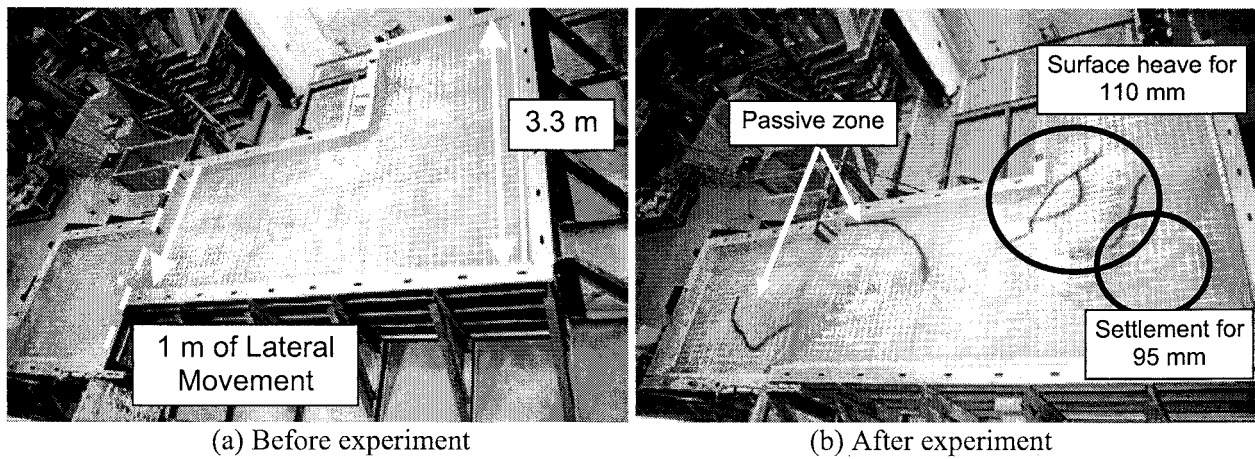 3.3 m
1 m of Lateral
Movement
(a) Before experiment
Surface heave for
110 mm
Passive zone
Settlement for
95 mm
(b) After experiment